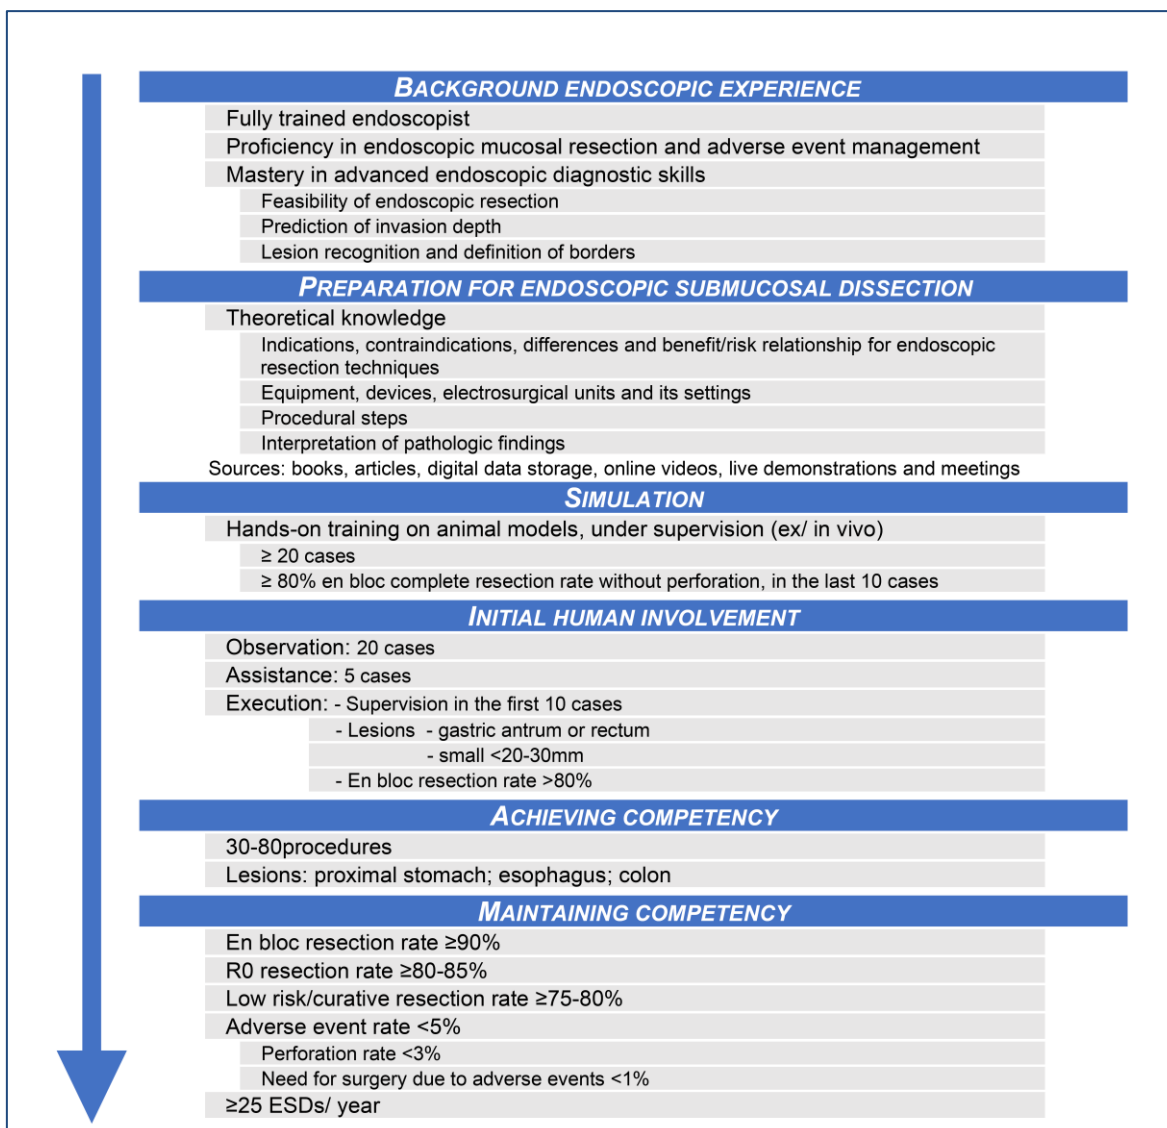 BACKGROUND ENDOSCOPIC EXPERIENCE
Fully trained endoscopist
Proficiency in endoscopic mucosal resection and adverse event management
Mastery in advanced endoscopic diagnostic skills
Feasibility of endoscopic resection
Prediction of invasion depth
Lesion recognition and definition of borders
PREPARATION FOR ENDOSCOPIC SUBMUCOSAL DISSECTION
Theoretical knowledge
Indications, contraindications, differences and benefit/risk relationship for endoscopic
resection techniques
Equipment, devices, electrosurgical units and its settings
Procedural steps
Interpretation of pathologic findings
Sources: books, articles, digital data storage, online videos, live demonstrations and meetings
SIMULATION
Hands-on training on animal models, under supervision (ex/ in vivo)
≥ 20 cases
≥ 80% en bloc complete resection rate without perforation, in the last 10 cases
INITIAL HUMAN INVOLVEMENT
Observation: 20 cases
Assistance: 5 cases
Execution: - Supervision in the first 10 cases
- Lesions - gastric antrum or rectum
- small <20-30mm
- En bloc resection rate >80%
ACHIEVING COMPETENCY
30-80procedures
Lesions: proximal stomach; esophagus; colon
MAINTAINING COMPETENCY
En bloc resection rate ≥90%
R0 resection rate ≥80-85%
Low risk/curative resection rate ≥75-80%
Adverse event rate <5%
Perforation rate <3%
Need for surgery due to adverse events <1%
≥25 ESDs/ year